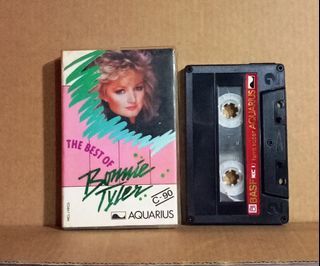 THE BEST OF
Bonnie
Tyler
C-90
AQUARIUS
BASF
AQUARIUS